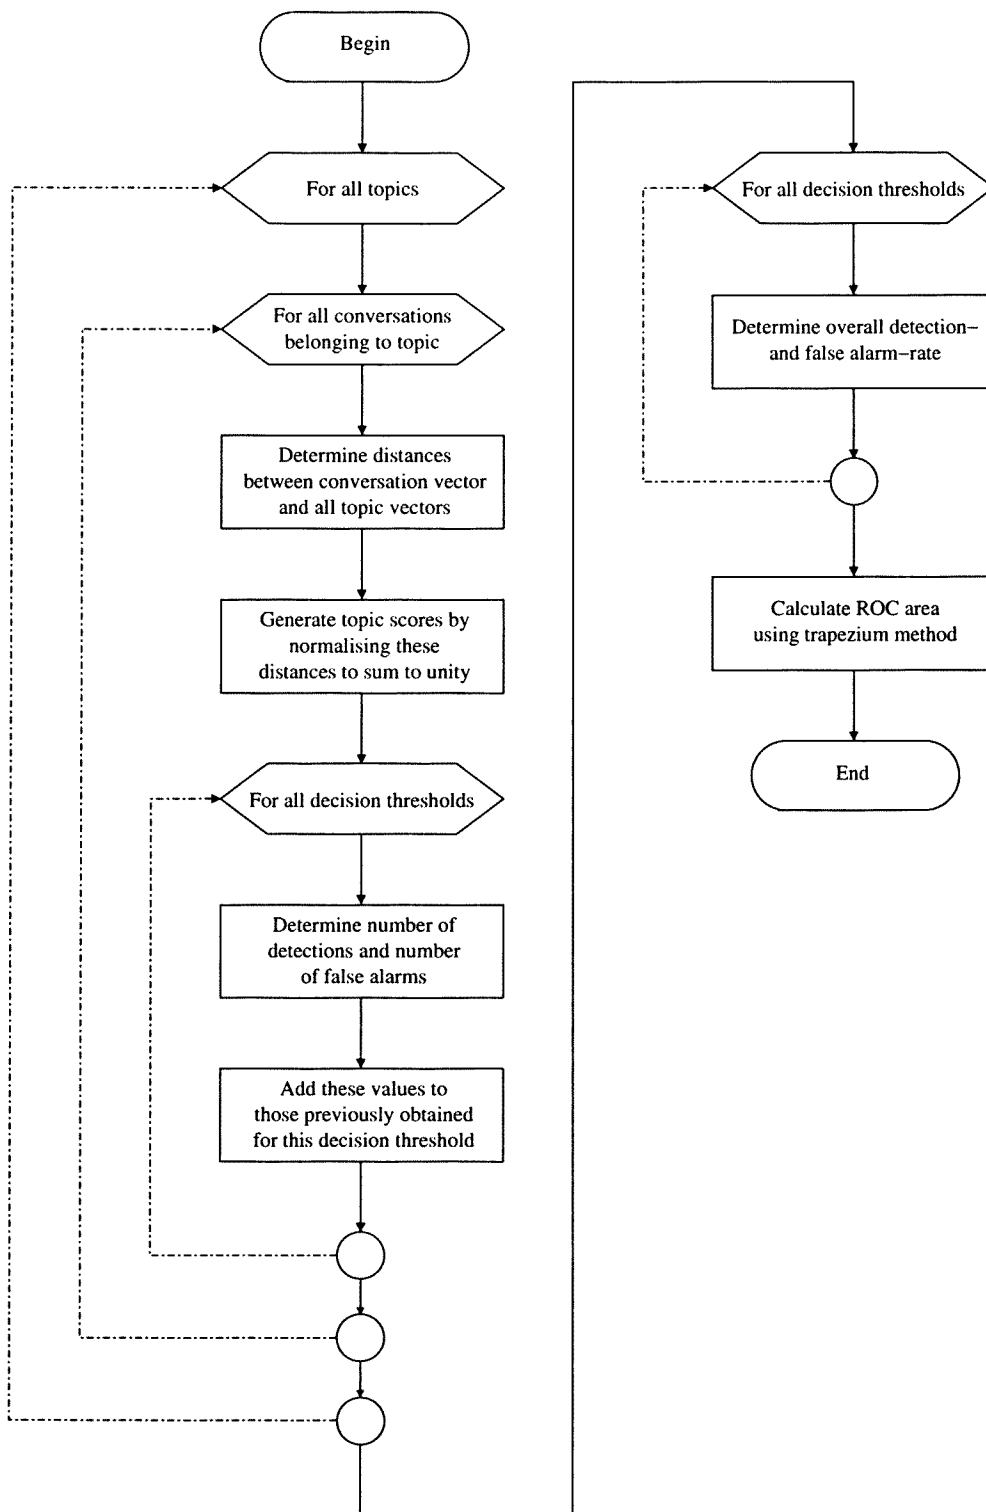 Begin
For all topics
For all conversations
belonging to topic
Determine distances
between conversation vector
and all topic vectors
Generate topic scores by
normalising these
distances to sum to unity
For all decision thresholds
Determine number of
detections and number
of false alarms
Add these values to
those previously obtained
for this decision threshold
For all decision thresholds
Determine overall detection–
and false alarm–rate
Calculate ROC area
using trapezium method
End